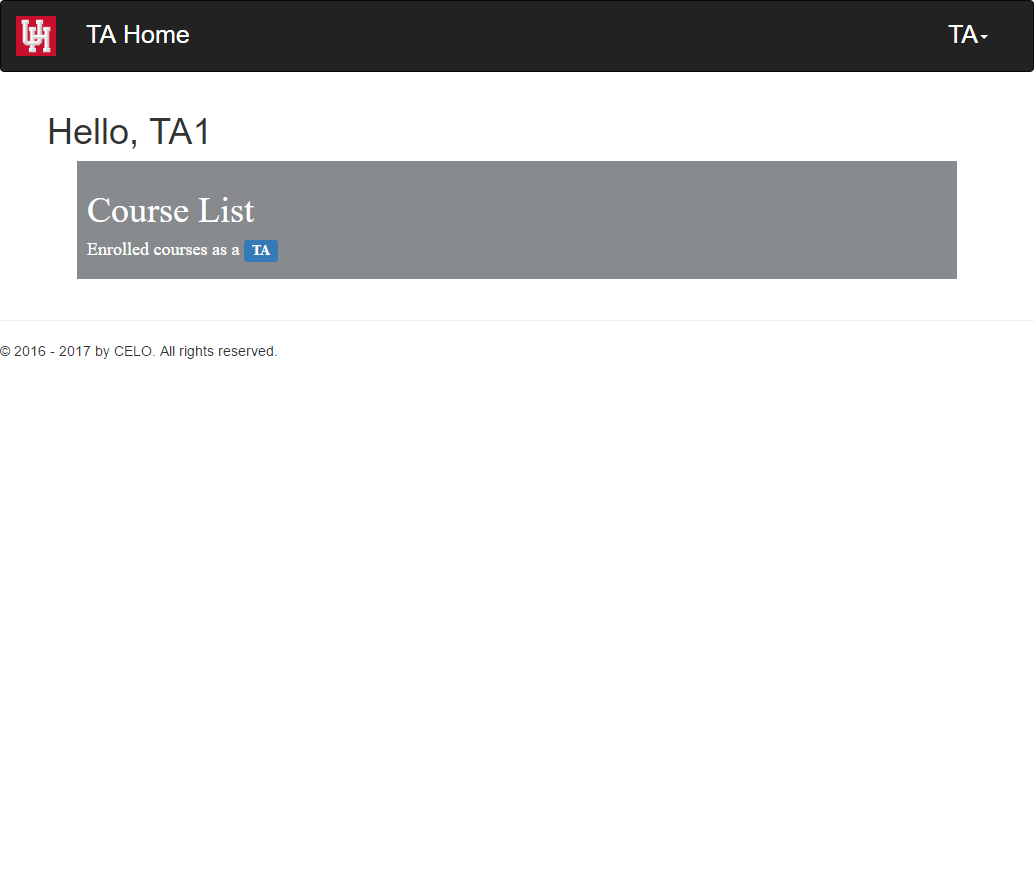 UH
TA Home
TA
Hello, TA1
Course List
Enrolled courses as a TA
© 2016 - 2017 by CELO. All rights reserved.